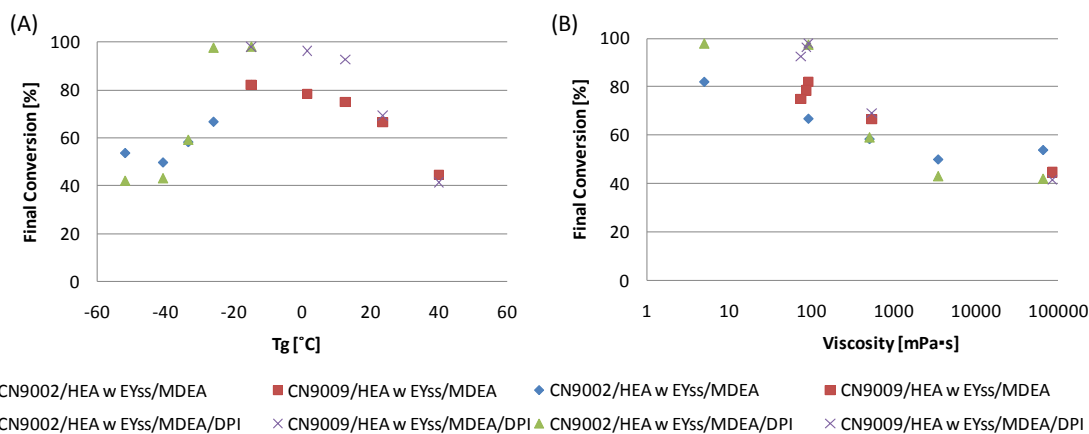 (A)
(B)
100
80
60
40
20
0
-60 -40 -20 0 20 40 60
Final Conversion [%]
Tg [˚C]
100
80
60
40
20
0
1 10 100 1000 10000 100000
Final Conversion [%]
Viscosity [mPa•s]
CN9002/HEA w EYss/MDEA CN9009/HEA w EYss/MDEA CN9002/HEA w EYss/MDEA CN9009/HEA w EYss/MDEA
CN9002/HEA w EYss/MDEA/DPI CN9009/HEA w EYss/MDEA/DPI CN9002/HEA w EYss/MDEA/DPI CN9009/HEA w EYss/MDEA/DPI